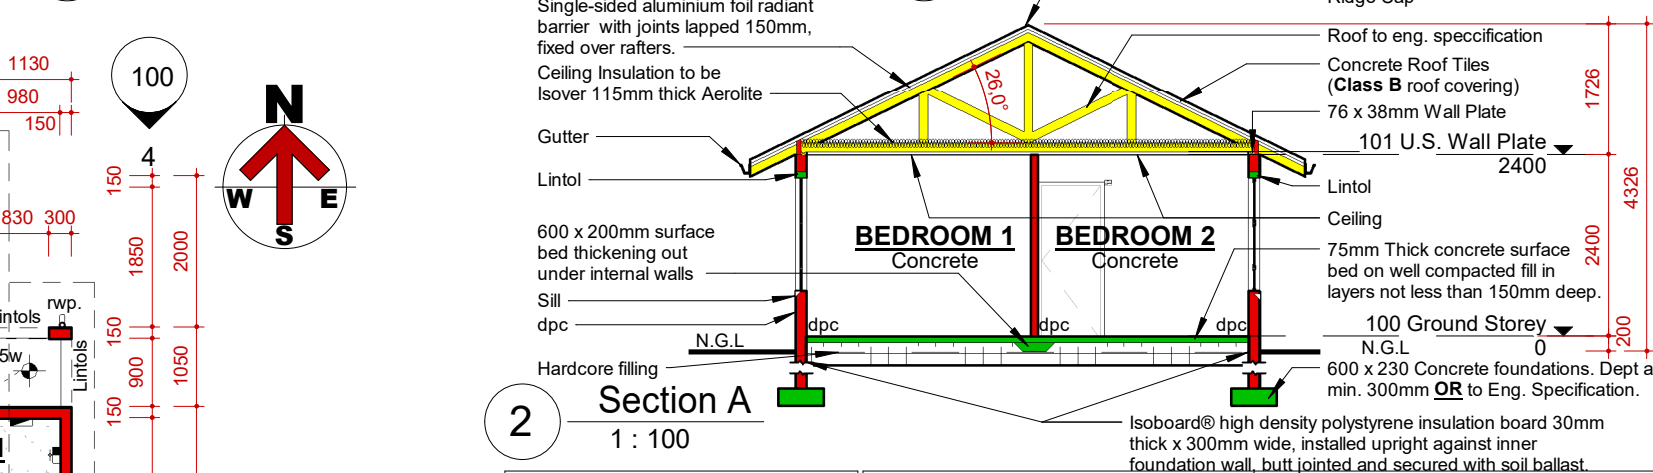 1130
980
150
100
4
150
830
300
1850
2000
rwp.
150
Lintols
900
1050
150
N
W
E
S
Single-sided aluminium foil radiant
barrier with joints lapped 150mm,
fixed over rafters.
Ceiling Insulation to be
Isover 115mm thick Aerolite
Gutter
Lintol
600 x 200mm surface
bed thickening out
under internal walls
Sill
dpc
N.G.L
Hardcore filling
26,0°
BEDROOM 1
Concrete
BEDROOM 2
Concrete
dpc
dpc
dpc
Roof to eng. speccification
Concrete Roof Tiles
(Class B roof covering)
76 x 38mm Wall Plate
101 U.S. Wall Plate
2400
Lintol
Ceiling
75mm Thick concrete surface
bed on well compacted fill in
layers not less than 150mm deep.
100 Ground Storey
N.G.L
0
600 x 230 Concrete foundations. Dept a
min. 300mm OR to Eng. Specification.
Isoboard® high density polystyrene insulation board 30mm
thick x 300mm wide, installed upright against inner
foundation wall, butt jointed and secured with soil ballast.
1726
2400
200
4326
2
Section A
1 : 100